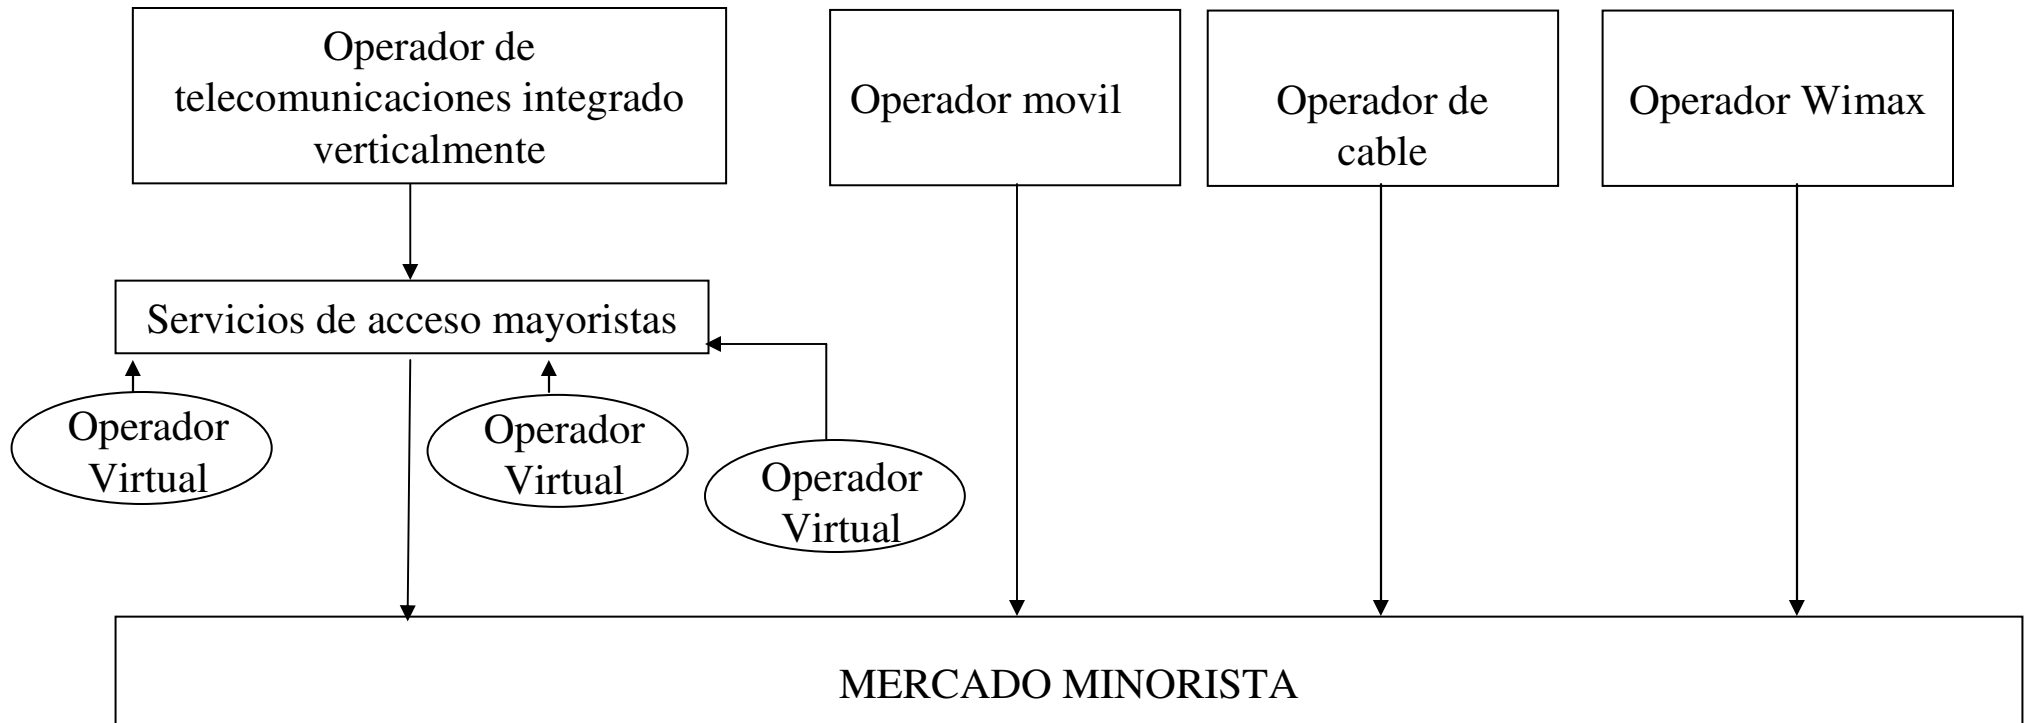 Operador de
telecomunicaciones integrado
verticalmente
Operador movil
Operador de
cable
Operador Wimax
Servicios de acceso mayoristas
Operador
Virtual
Operador
Virtual
Operador
Virtual
MERCADO MINORISTA